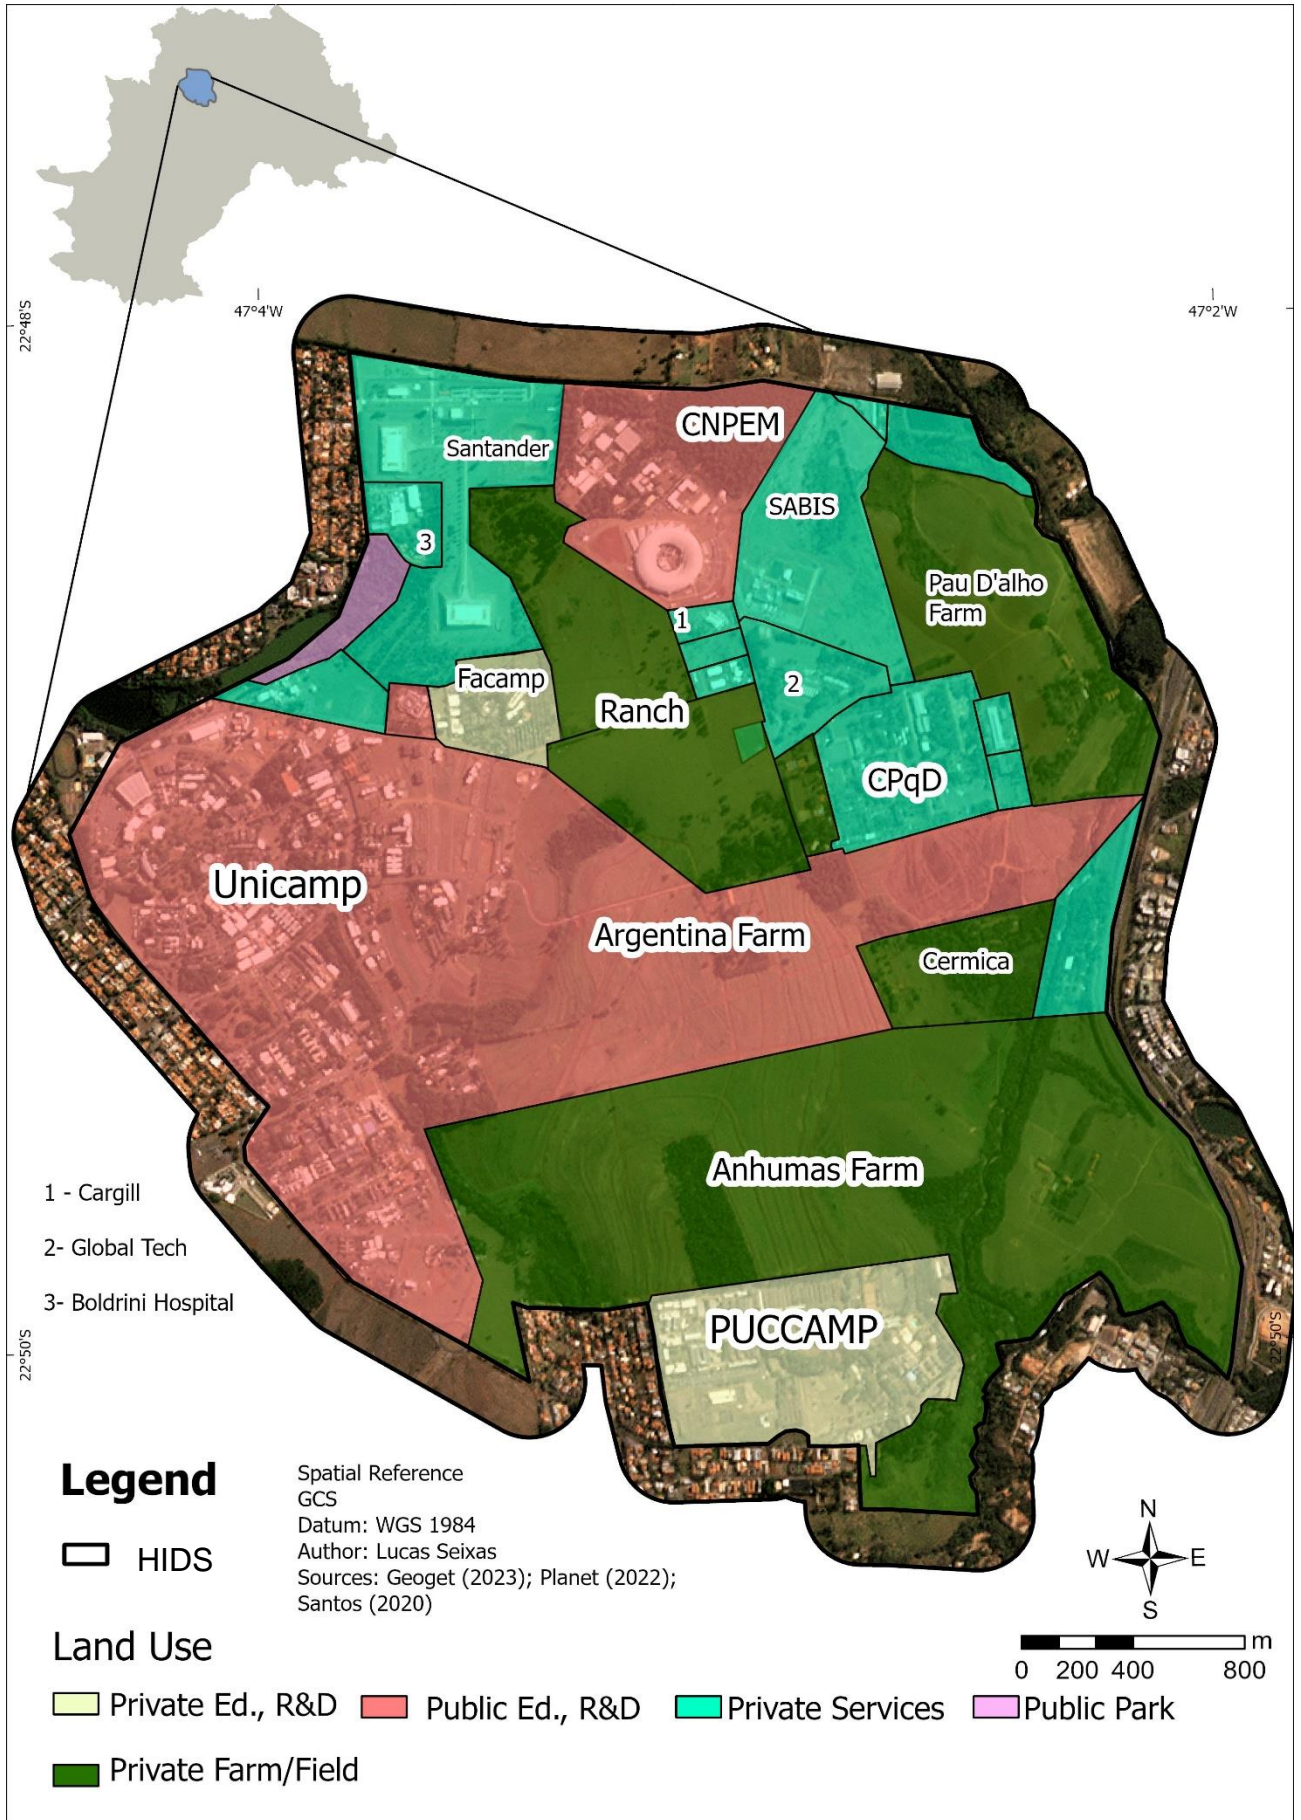 22°48'S
47°4'W
47°2'W
CNPEM
Santander
SABIS
3
Pau D'alho
Farm
1
Facamp
2
Ranch
CPqD
Unicamp
Argentina Farm
Cermica
Anhumas Farm
1 - Cargill
2- Global Tech
3- Boldrini Hospital
PUCCAMP
22°50'S
22°50'S
Legend
HIDS
Spatial Reference
GCS
Datum: WGS 1984
Author: Lucas Seixas
Sources: Geoget (2023); Planet (2022);
Santos (2020)
N
W E
S
m
0 200 400 800
Land Use
Private Ed., R&D
Public Ed., R&D
Private Services
Public Park
Private Farm/Field